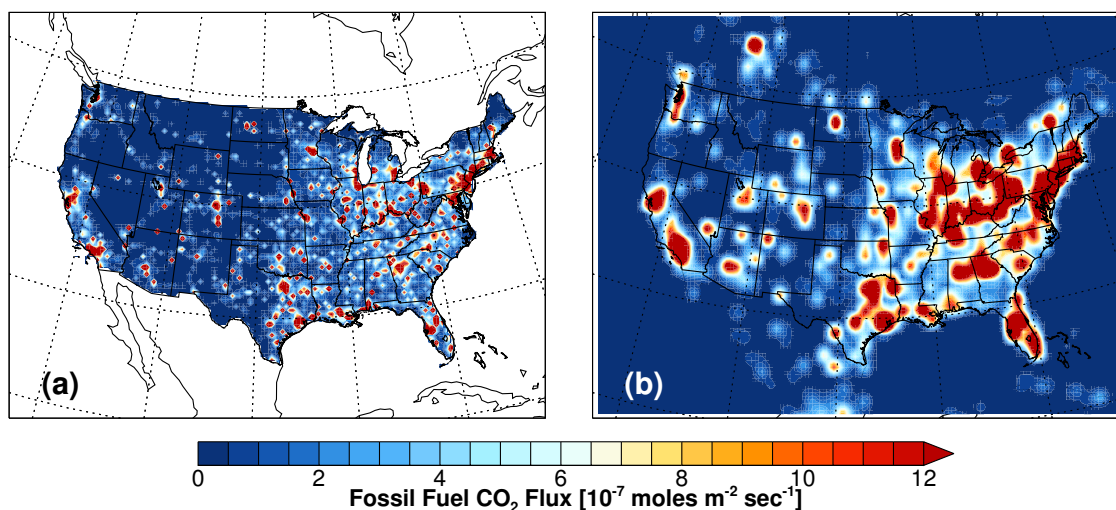 (a)
(b)
0 2 4 6 8 10 12
Fossil Fuel CO₂ Flux [10⁻⁷ moles m⁻² sec⁻¹]